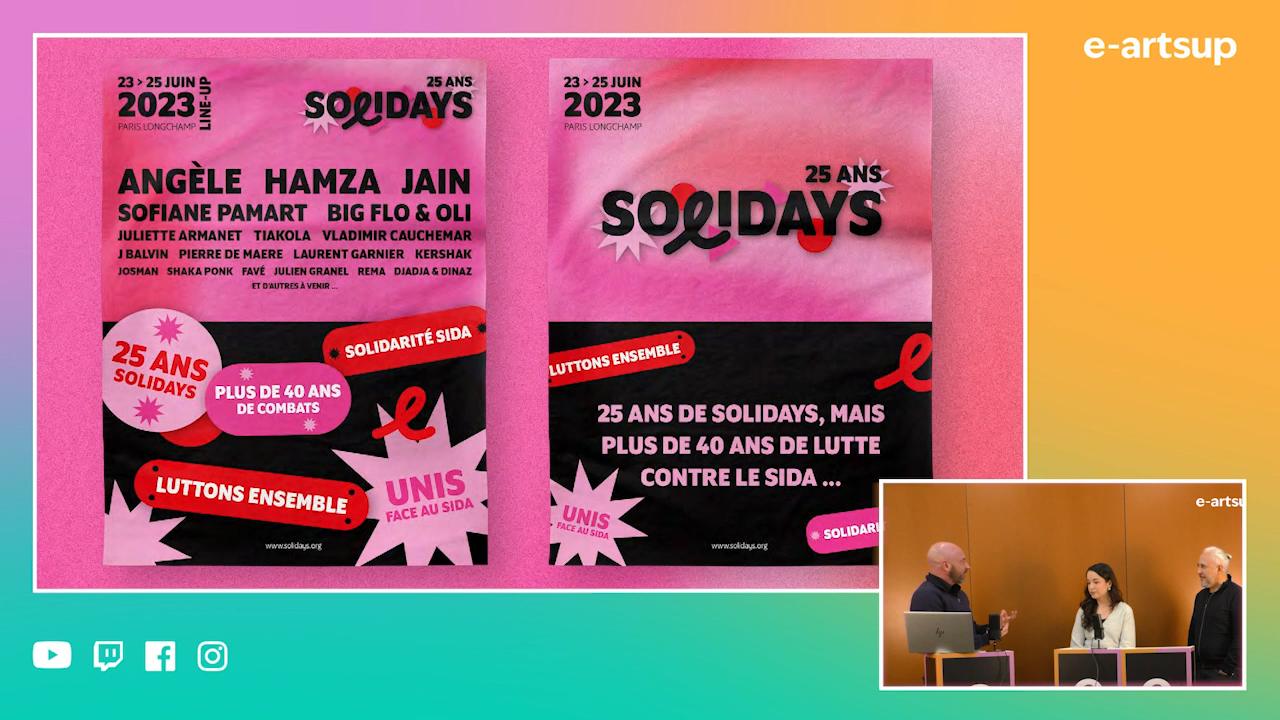 e-artsup
23 > 25 JUIN
2023
LINE-UP
PARIS LONGCHAMP
25 ANS
SOLIDAYS
ANGÈLE HAMZA JAIN
SOFIANE PAMART BIG FLO & OLI
JULIETTE ARMANET TIAKOLA VLADIMIR CAUCHEMAR
J BALVIN PIERRE DE MAERE LAURENT GARNIER KERSHAK
JOSMAN SHAKA PONK FAVÉ JULIEN GRANEL REMA DJADJA & DINAZ
ET D'AUTRES À VENIR ...
25 ANS
SOLIDAYS
SOLIDARITÉ SIDA
PLUS DE 40 ANS
DE COMBATS
LUTTONS ENSEMBLE
UNIS
FACE AU SIDA
www.solidays.org
23 > 25 JUIN
2023
PARIS LONGCHAMP
25 ANS
SOLIDAYS
LUTTONS ENSEMBLE
25 ANS DE SOLIDAYS, MAIS
PLUS DE 40 ANS DE LUTTE
CONTRE LE SIDA ...
UNIS
FACE AU SIDA
SOLIDARI
www.solidays.org
e-artsu
hp